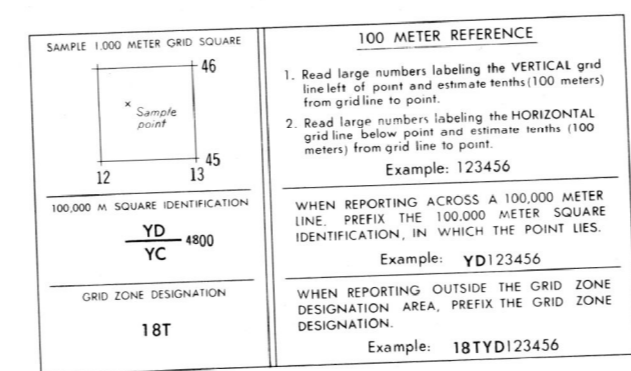 SAMPLE 1,000 METER GRID SQUARE
46
Sample
point
45
12 13
100,000 M SQUARE IDENTIFICATION
YD
4800
YC
GRID ZONE DESIGNATION
18T
100 METER REFERENCE
1. Read large numbers labeling the VERTICAL grid
line left of point and estimate tenths (100 meters)
from grid line to point.
2. Read large numbers labeling the HORIZONTAL
grid line below point and estimate tenths (100
meters) from grid line to point.
Example: 123456
WHEN REPORTING ACROSS A 100,000 METER
LINE. PREFIX THE 100.000 METER SQUARE
IDENTIFICATION, IN WHICH THE POINT LIES.
Example: YD123456
WHEN REPORTING OUTSIDE THE GRID ZONE
DESIGNATION AREA, PREFIX THE GRID ZONE
DESIGNATION.
Example: 18TYD123456